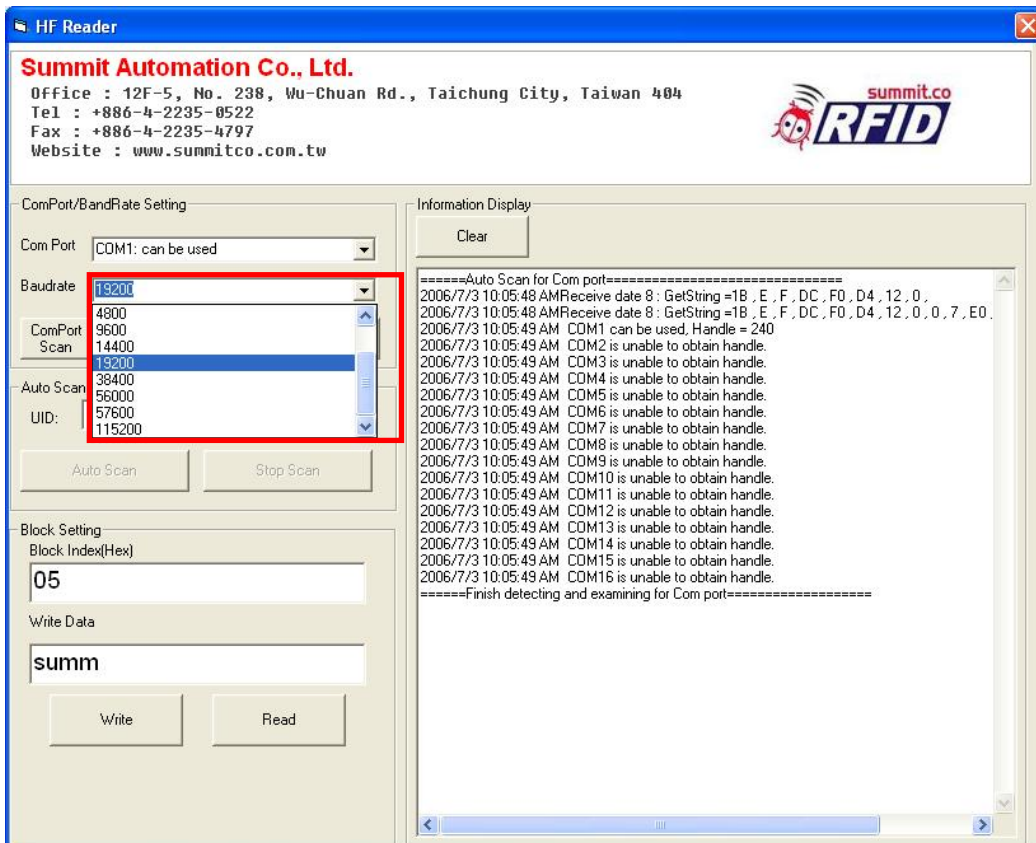 HF Reader
Summit Automation Co., Ltd.
Office : 12F-5, No. 238, Wu-Chuan Rd., Taichung City, Taiwan 404
Tel : +886-4-2235-0522
Fax : +886-4-2235-4797
Website : www.summitco.com.tw
summit.co
RFID
ComPort/BandRate Setting
Com Port
COM1: can be used
Baudrate
19200
4800
9600
14400
19200
38400
56000
57600
115200
ComPort
Scan
Auto Scan
UID:
Auto Scan
Stop Scan
Block Setting
Block Index(Hex)
05
Write Data
summ
Write
Read
Information Display
Clear
======Auto Scan for Com port===============================
2006/7/3 10:05:48 AMReceive date 8 : GetString =1B , E , F , DC , F0 , D4 , 12 , 0 ,
2006/7/3 10:05:48 AMReceive date 8 : GetString =1B , E , F , DC , F0 , D4 , 12 , 0 , 0 , 7 , E0 ,
2006/7/3 10:05:49 AM  COM1 can be used, Handle = 240
2006/7/3 10:05:49 AM  COM2 is unable to obtain handle.
2006/7/3 10:05:49 AM  COM3 is unable to obtain handle.
2006/7/3 10:05:49 AM  COM4 is unable to obtain handle.
2006/7/3 10:05:49 AM  COM5 is unable to obtain handle.
2006/7/3 10:05:49 AM  COM6 is unable to obtain handle.
2006/7/3 10:05:49 AM  COM7 is unable to obtain handle.
2006/7/3 10:05:49 AM  COM8 is unable to obtain handle.
2006/7/3 10:05:49 AM  COM9 is unable to obtain handle.
2006/7/3 10:05:49 AM  COM10 is unable to obtain handle.
2006/7/3 10:05:49 AM  COM11 is unable to obtain handle.
2006/7/3 10:05:49 AM  COM12 is unable to obtain handle.
2006/7/3 10:05:49 AM  COM13 is unable to obtain handle.
2006/7/3 10:05:49 AM  COM14 is unable to obtain handle.
2006/7/3 10:05:49 AM  COM15 is unable to obtain handle.
2006/7/3 10:05:49 AM  COM16 is unable to obtain handle.
======Finish detecting and examining for Com port===================